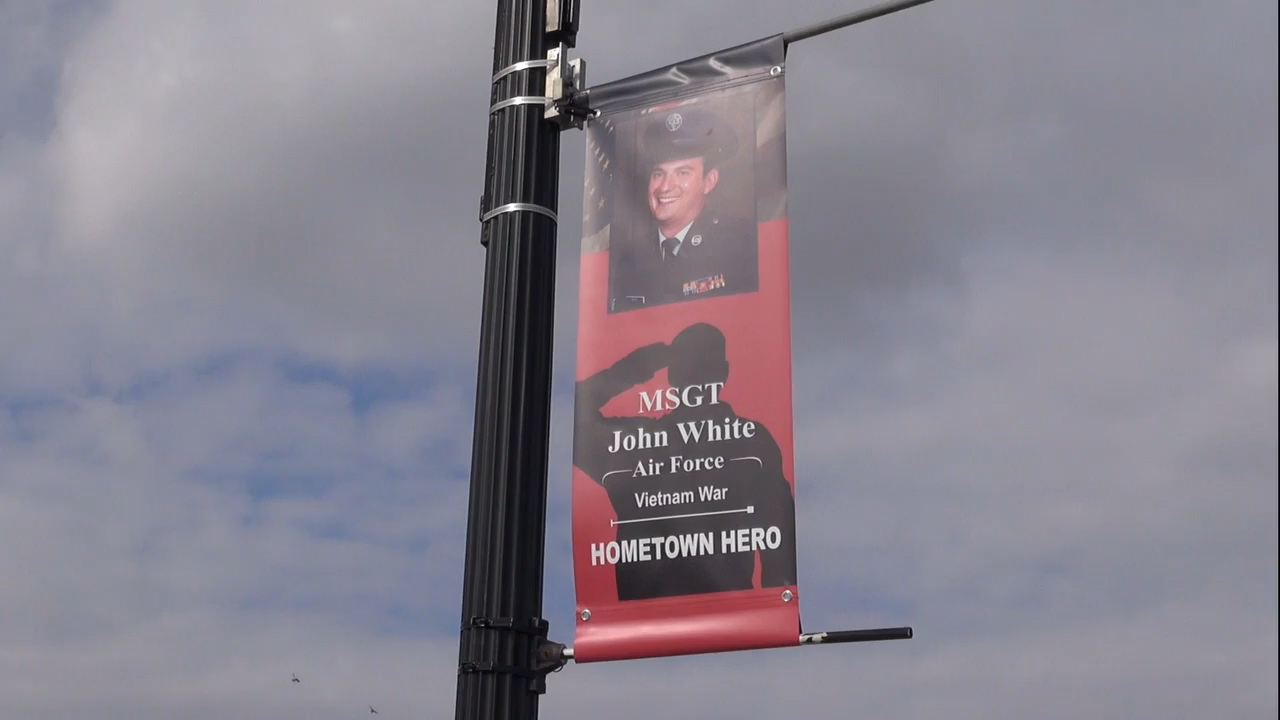 MSGT
John White
Air Force
Vietnam War
HOMETOWN HERO